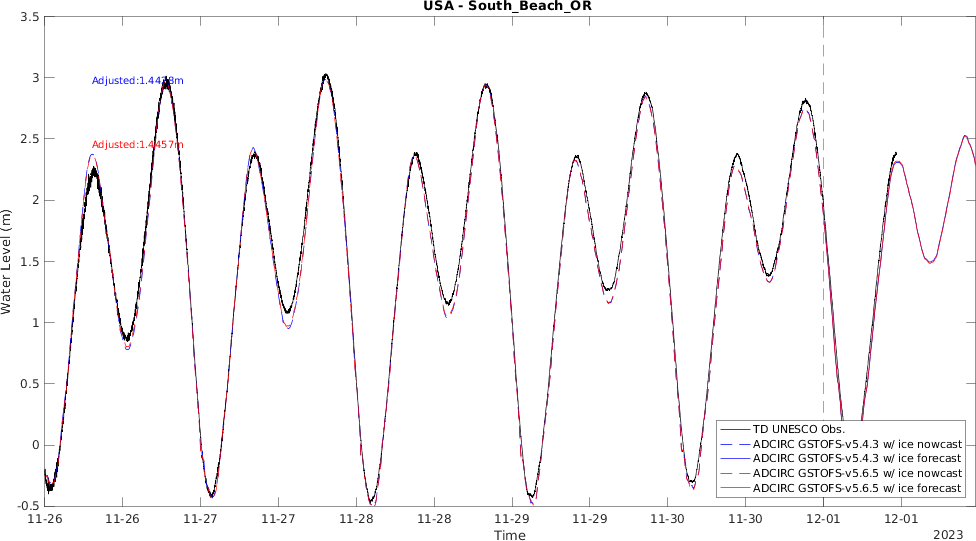 USA - South_Beach_OR
3.5
3
2.5
2
1.5
1
0.5
0
-0.5
Water Level (m)
Adjusted:1.4478m
Adjusted:1.4457m
TD UNESCO Obs.
ADCIRC GSTOFS-v5.4.3 w/ ice nowcast
ADCIRC GSTOFS-v5.4.3 w/ ice forecast
ADCIRC GSTOFS-v5.6.5 w/ ice nowcast
ADCIRC GSTOFS-v5.6.5 w/ ice forecast
11-26 11-26 11-27 11-27 11-28 11-28 11-29 11-29 11-30 11-30 12-01 12-01
Time
2023